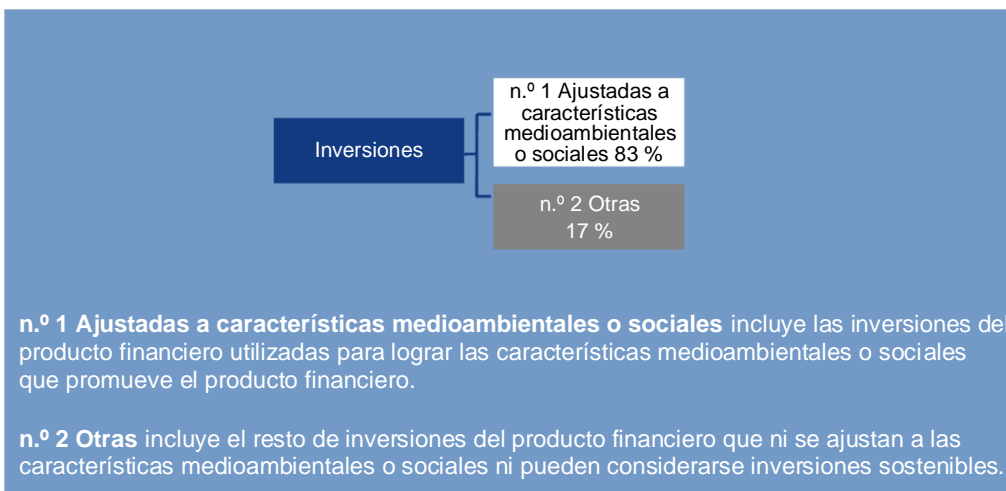 Inversiones
n.º 1 Ajustadas a
características
medioambientales
o sociales 83 %
n.º 2 Otras
17 %
n.º 1 Ajustadas a características medioambientales o sociales incluye las inversiones del
producto financiero utilizadas para lograr las características medioambientales o sociales
que promueve el producto financiero.
n.º 2 Otras incluye el resto de inversiones del producto financiero que ni se ajustan a las
características medioambientales o sociales ni pueden considerarse inversiones sostenibles.